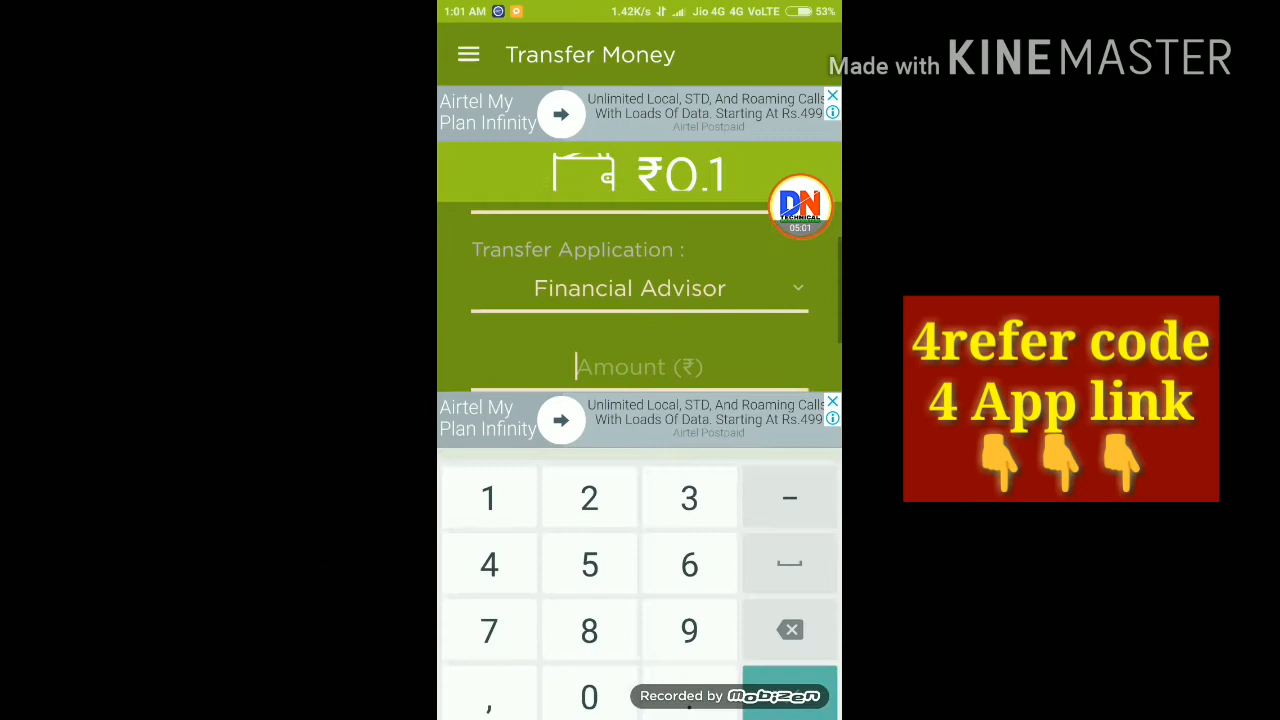 1:01 AM 1.42K/s Jio 4G 4G VoLTE 53%
Transfer Money
Made with KINEMASTER
Airtel My
Plan Infinity
Unlimited Local, STD, And Roaming Calls
With Loads Of Data. Starting At Rs.499
Airtel Postpaid
₹0.1
DN
TECHNICAL
05:01
Transfer Application :
Financial Advisor
Amount (₹)
4refer code
4 App link
👇👇👇
Airtel My
Plan Infinity
Unlimited Local, STD, And Roaming Calls
With Loads Of Data. Starting At Rs.499
Airtel Postpaid
1 2 3 –
4 5 6
7 8 9
, 0 .
Recorded by mobizen